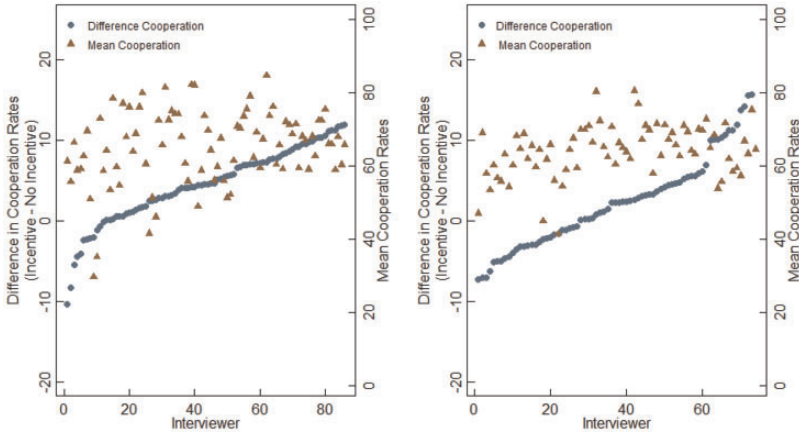 Difference Cooperation
Mean Cooperation
Difference in Cooperation Rates
(Incentive - No Incentive)
20
10
0
-10
-20
0 20 40 60 80
Interviewer
100
80
60
40
20
0
Mean Cooperation Rates
Difference Cooperation
Mean Cooperation
Difference in Cooperation Rates
(Incentive - No Incentive)
20
10
0
-10
-20
0 20 40 60
Interviewer
100
80
60
40
20
0
Mean Cooperation Rates